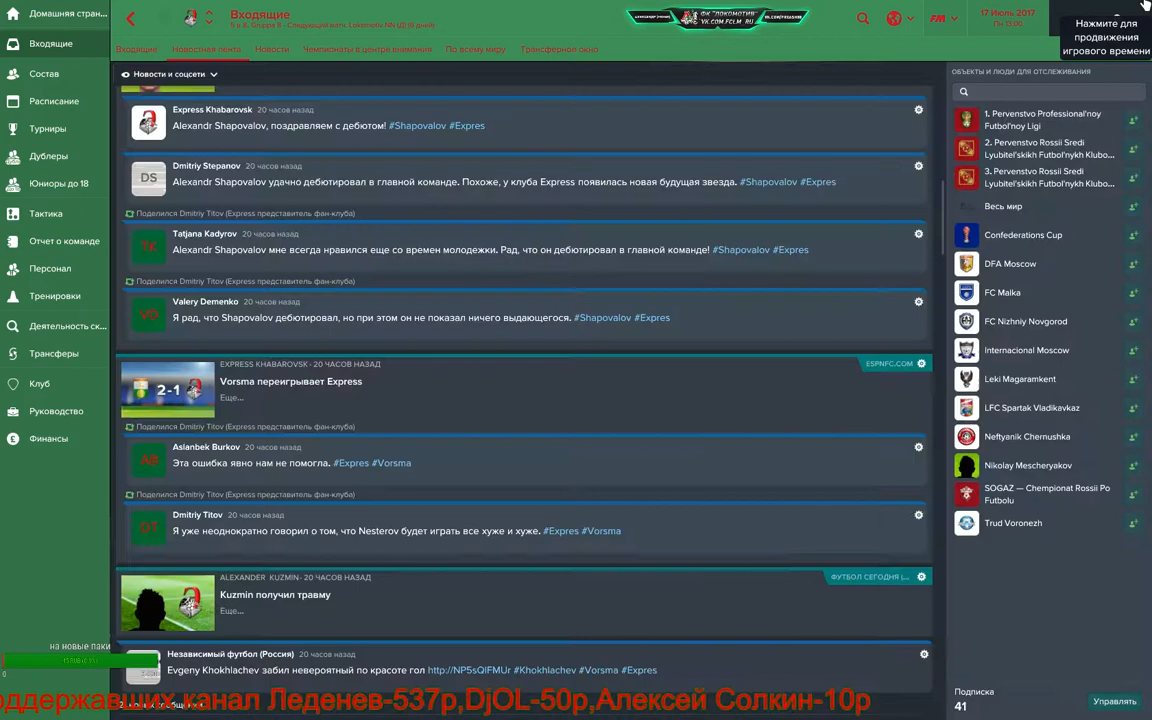 Домашняя стран...
Входящие
Состав
Расписание
Турниры
Дублеры
Юниоры до 18
Тактика
Отчет о команде
Персонал
Тренировки
Деятельность ск...
Трансферы
Клуб
Руководство
Финансы
на новые паки
0
Входящие
VK.COM.FCLM.RU
FM
17 Июль 2017
Нажмите для
продвижения
игрового времени
Входящие
Новостная лента
Новости
Чемпионаты в центре внимания
По всему миру
Трансферная окно
Новости и соцсети
Express Khabarovsk 20 часов назад
Alexandr Shapovalov, поздравляем с дебютом! #Shapovalov #Expres
DS
Dmitriy Stepanov 20 часов назад
Alexandr Shapovalov удачно дебютировал в главной команде. Похоже, у клуба Express появилась новая будущая звезда. #Shapovalov #Expres
Поделился Dmitriy Titov (Express представитель фан-клуба)
TK
Tatjana Kadyrov 20 часов назад
Alexandr Shapovalov мне всегда нравился еще со времен молодежки. Рад, что он дебютировал в главной команде! #Shapovalov #Expres
Поделился Dmitriy Titov (Express представитель фан-клуба)
VD
Valery Demenko 20 часов назад
Я рад, что Shapovalov дебютировал, но при этом он не показал ничего выдающегося. #Shapovalov #Expres
EXPRESS KHABAROVSK - 20 ЧАСОВ НАЗАД
ESPNFC.COM
2-1
Vorsma переигрывает Express
Еще...
Поделился Dmitriy Titov (Express представитель фан-клуба)
AB
Aslanbek Burkov 20 часов назад
Эта ошибка явно нам не помогла. #Expres #Vorsma
Поделился Dmitriy Titov (Express представитель фан-клуба)
DT
Dmitriy Titov 20 часов назад
Я уже неоднократно говорил о том, что Nesterov будет играть все хуже и хуже. #Expres #Vorsma
ALEXANDER KUZMIN - 20 ЧАСОВ НАЗАД
ФУТБОЛ СЕГОДНЯ (...
Kuzmin получил травму
Еще...
Независимый футбол (Россия) 20 часов назад
Evgeny Khokhlachev забил невероятный по красоте гол http://NP5sQlFMUr #Khokhlachev #Vorsma #Expres
оддержавших канал Леденев-537р,DjOL-50р,Алексей Солкин-10р
ОБЪЕКТЫ И ЛЮДИ ДЛЯ ОТСЛЕЖИВАНИЯ
1. Pervenstvo Professional'noy
Futbol'noy Ligi
2. Pervenstvo Rossii Sredi
Lyubitel'skikh Futbol'nykh Klubo...
3. Pervenstvo Rossii Sredi
Lyubitel'skikh Futbol'nykh Klubo...
Весь мир
Confederations Cup
DFA Moscow
FC Malka
FC Nizhniy Novgorod
Internacional Moscow
Leki Magaramkent
LFC Spartak Vladikavkaz
Neftyanik Chernushka
Nikolay Mescheryakov
SOGAZ — Chempionat Rossii Po
Futbolu
Trud Voronezh
Подписка
41
Управлять